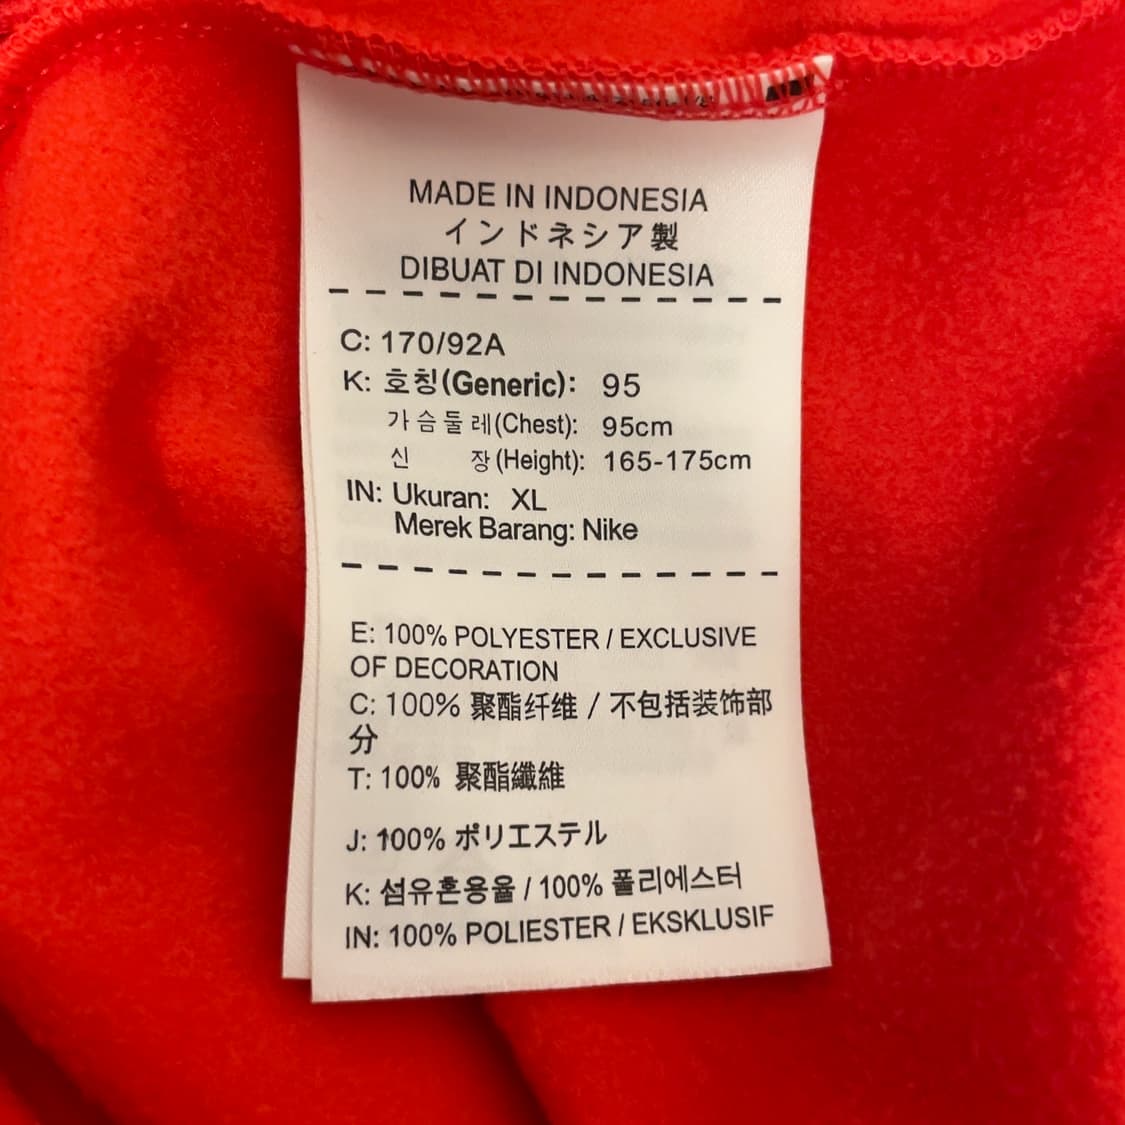 MADE IN INDONESIA
インドネシア製
DIBUAT DI INDONESIA
C: 170/92A
K: 호칭(Generic): 95
가슴둘레(Chest): 95cm
신 장(Height): 165-175cm
IN: Ukuran: XL
Merek Barang: Nike
E: 100% POLYESTER / EXCLUSIVE
OF DECORATION
C: 100% 聚酯纤维 / 不包括装饰部
分
T: 100% 聚酯纖維
J: 100% ポリエステル
K: 섬유혼용율 / 100% 폴리에스터
IN: 100% POLIESTER / EKSKLUSIF